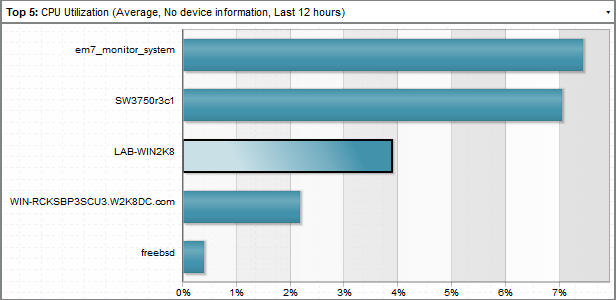 Top 5: CPU Utilization (Average, No device information, Last 12 hours)
em7_monitor_system
SW3750r3c1
LAB-WIN2K8
WIN-RCKSBP3SCU3.W2K8DC.com
freebsd
0% 1% 2% 3% 4% 5% 6% 7%